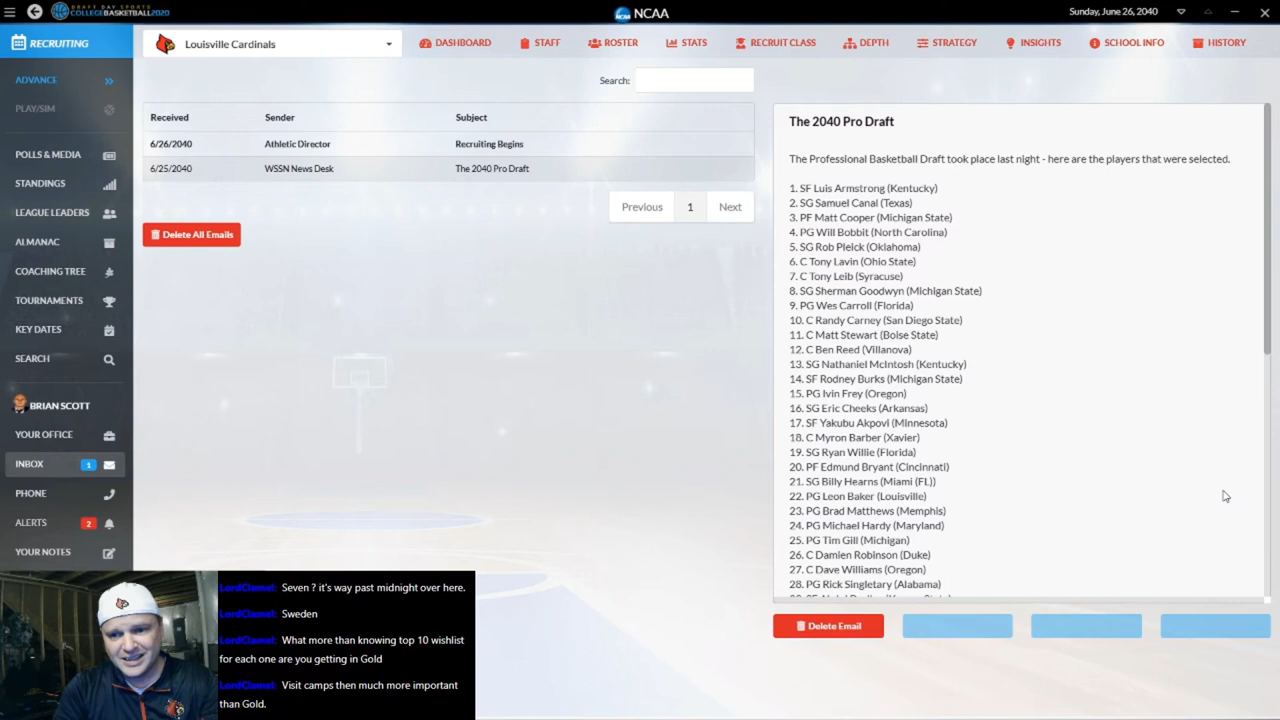 DRAFT DAY SPORTS
COLLEGE BASKETBALL 2020
NCAA
Sunday, June 26, 2040
RECRUITING
Louisville Cardinals
DASHBOARD STAFF ROSTER STATS RECRUIT CLASS DEPTH STRATEGY INSIGHTS SCHOOL INFO HISTORY
ADVANCE
PLAY/SIM
POLLS & MEDIA
STANDINGS
LEAGUE LEADERS
ALMANAC
COACHING TREE
TOURNAMENTS
KEY DATES
SEARCH
BRIAN SCOTT
YOUR OFFICE
INBOX 1
PHONE
ALERTS 2
YOUR NOTES
Search:
Received Sender Subject
6/26/2040 Athletic Director Recruiting Begins
6/25/2040 WSSN News Desk The 2040 Pro Draft
Previous 1 Next
Delete All Emails
The 2040 Pro Draft
The Professional Basketball Draft took place last night - here are the players that were selected.
1. SF Luis Armstrong (Kentucky)
2. SG Samuel Canal (Texas)
3. PF Matt Cooper (Michigan State)
4. PG Will Bobbit (North Carolina)
5. SG Rob Pleick (Oklahoma)
6. C Tony Lavin (Ohio State)
7. C Tony Leib (Syracuse)
8. SG Sherman Goodwyn (Michigan State)
9. PG Wes Carroll (Florida)
10. C Randy Carney (San Diego State)
11. C Matt Stewart (Boise State)
12. C Ben Reed (Villanova)
13. SG Nathaniel McIntosh (Kentucky)
14. SF Rodney Burks (Michigan State)
15. PG Ivin Frey (Oregon)
16. SG Eric Cheeks (Arkansas)
17. SF Yakubu Akpovi (Minnesota)
18. C Myron Barber (Xavier)
19. SG Ryan Willie (Florida)
20. PF Edmund Bryant (Cincinnati)
21. SG Billy Hearns (Miami (FL))
22. PG Leon Baker (Louisville)
23. PG Brad Matthews (Memphis)
24. PG Michael Hardy (Maryland)
25. PG Tim Gill (Michigan)
26. C Damien Robinson (Duke)
27. C Dave Williams (Oregon)
28. PG Rick Singletary (Alabama)
Delete Email
LordClamel: Seven ? it's way past midnight over here.
LordClamel: Sweden
LordClamel: What more than knowing top 10 wishlist
for each one are you getting in Gold
LordClamel: Visit camps then much more important
than Gold.